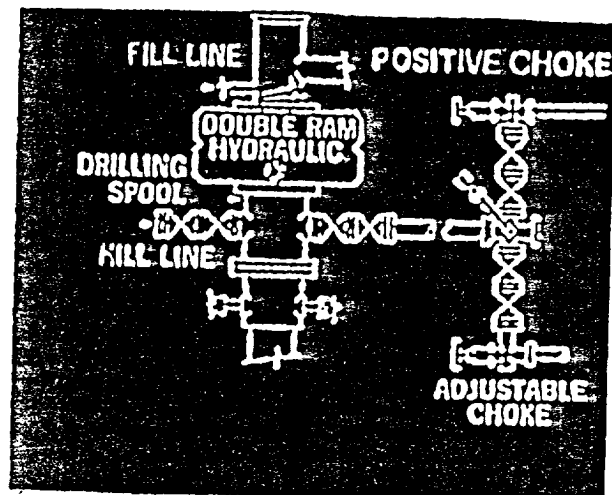 FILL LINE
POSITIVE CHOKE
DOUBLE RAM
HYDRAULIC
DRILLING
SPOOL
KILL LINE
ADJUSTABLE
CHOKE